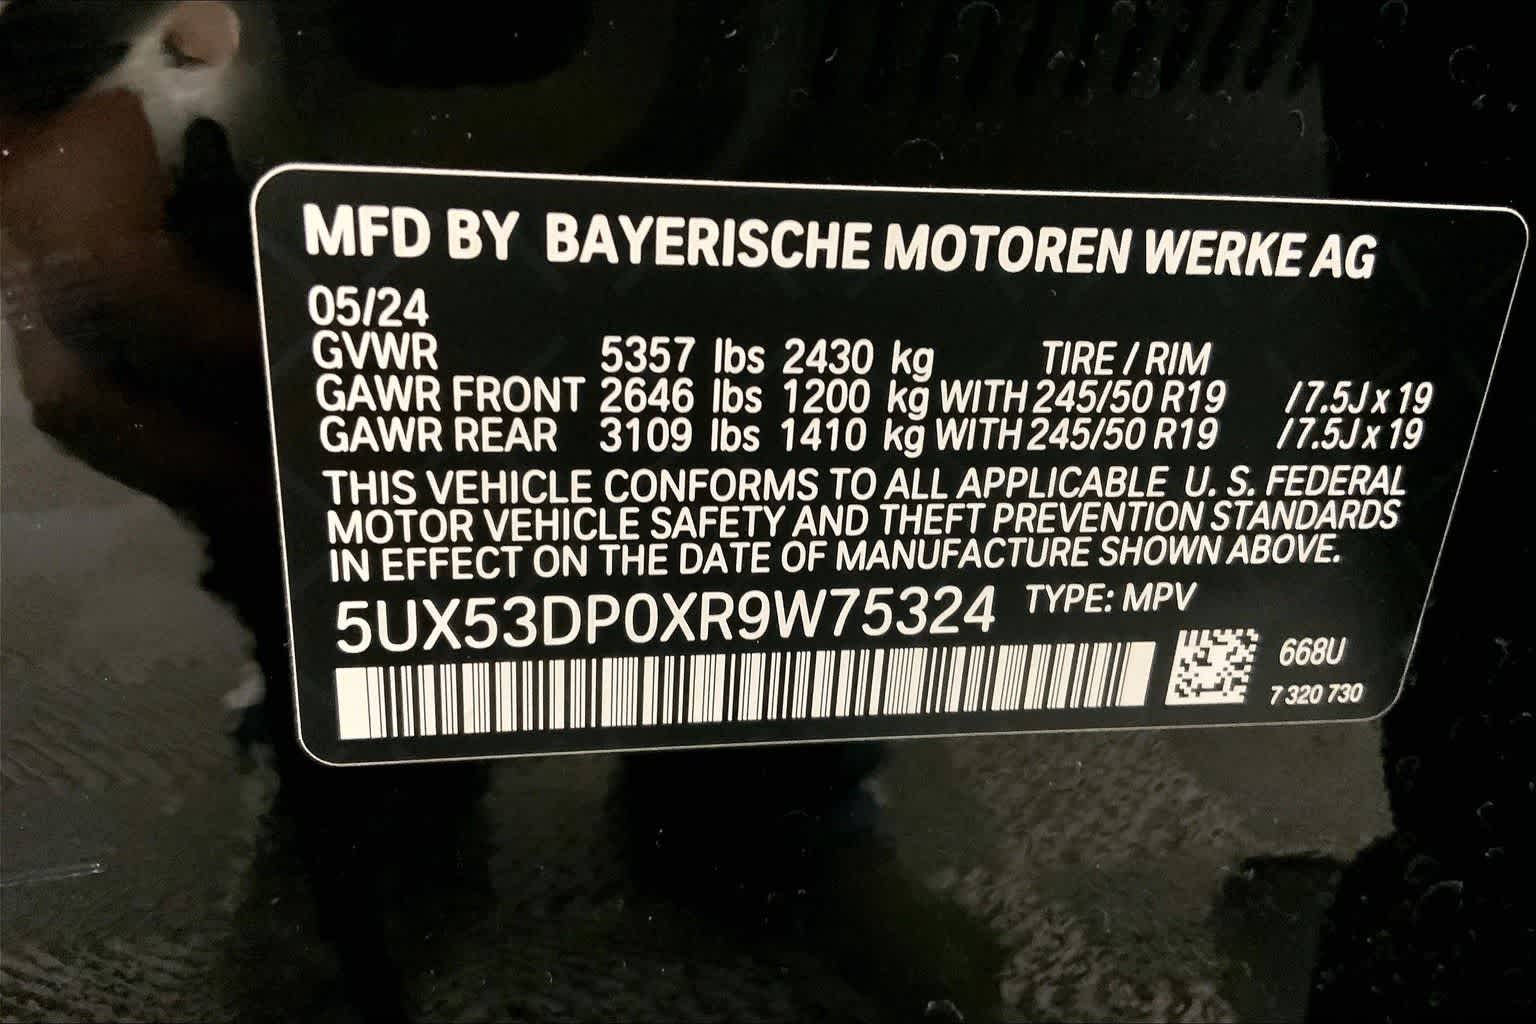 MFD BY BAYERISCHE MOTOREN WERKE AG
05/24
GVWR 5357 lbs 2430 kg TIRE / RIM
GAWR FRONT 2646 lbs 1200 kg WITH 245/50 R19 /7.5J x 19
GAWR REAR 3109 lbs 1410 kg WITH 245/50 R19 /7.5J x 19
THIS VEHICLE CONFORMS TO ALL APPLICABLE U. S. FEDERAL
MOTOR VEHICLE SAFETY AND THEFT PREVENTION STANDARDS
IN EFFECT ON THE DATE OF MANUFACTURE SHOWN ABOVE.
5UX53DP0XR9W75324 TYPE: MPV
668U
7 320 730